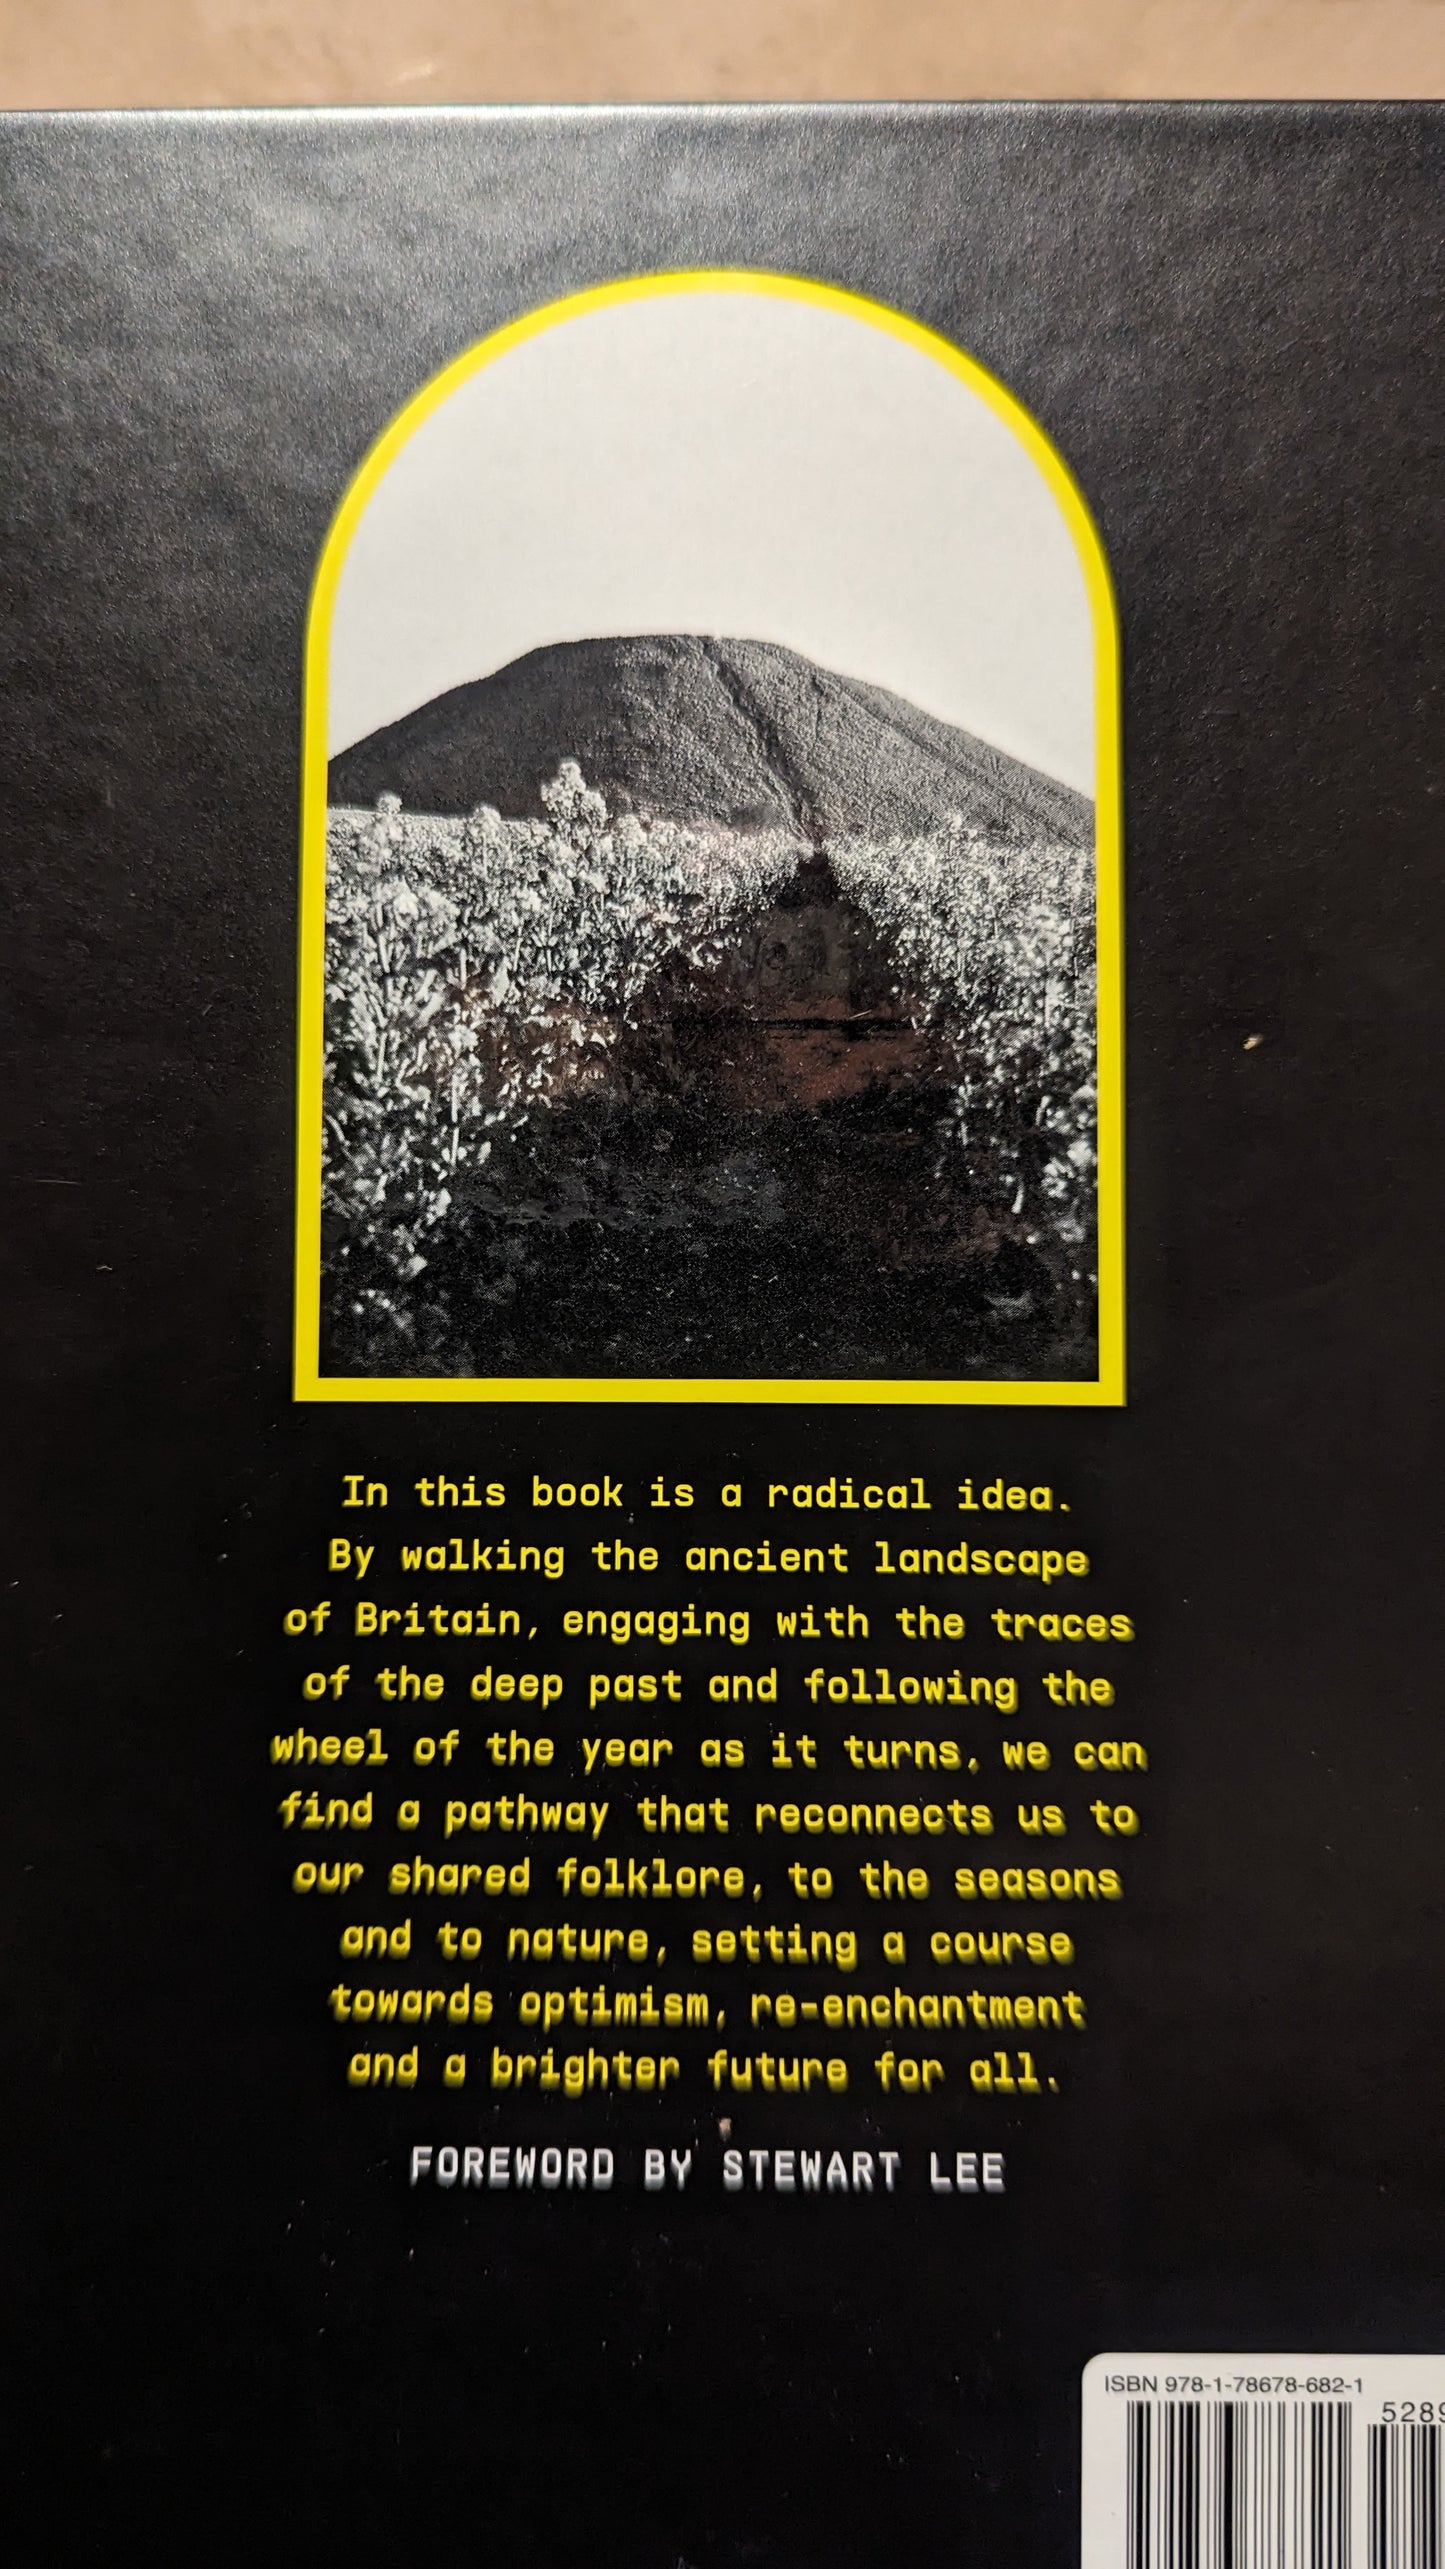 In this book is a radical idea.
By walking the ancient landscape
of Britain, engaging with the traces
of the deep past and following the
wheel of the year as it turns, we can
find a pathway that reconnects us to
our shared folklore, to the seasons
and to nature, setting a course
towards optimism, re-enchantment
and a brighter future for all.
FOREWORD BY STEWART LEE
ISBN 978-1-78678-682-1
5289